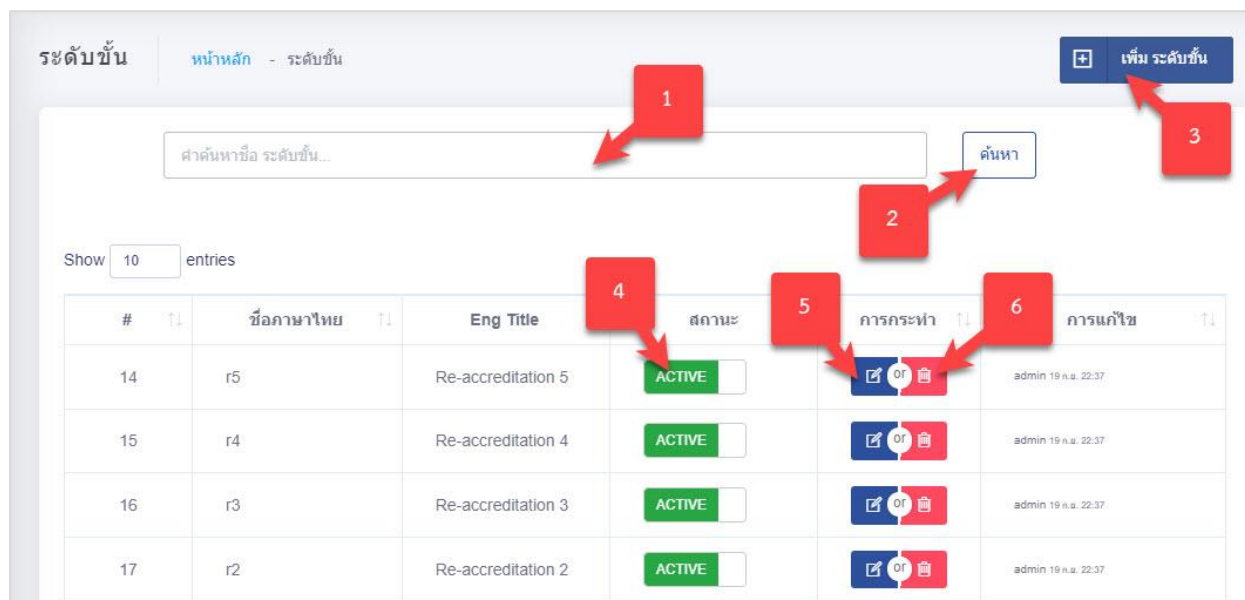 ระดับขั้น หน้าหลัก - ระดับขั้น เพิ่ม ระดับขั้น
1
3
ศาค้นหาชื่อ ระดับขั้น... ค้นหา
2
Show 10 entries
4 5 6
# ชื่อภาษาไทย Eng Title สถานะ การกระทำ การแก้ไข
14 r5 Re-accreditation 5 ACTIVE or admin 19 ก.ย. 22:37
15 r4 Re-accreditation 4 ACTIVE or admin 19 ก.ย. 22:37
16 r3 Re-accreditation 3 ACTIVE or admin 19 ก.ย. 22:37
17 r2 Re-accreditation 2 ACTIVE or admin 19 ก.ย. 22:37